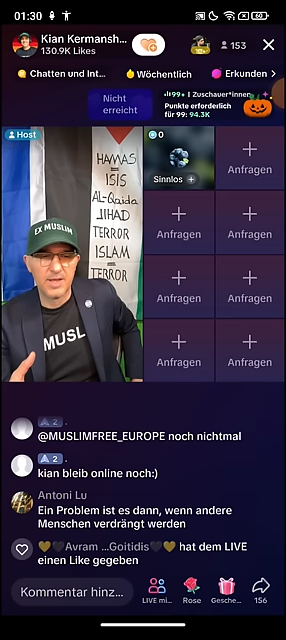 01:30
60
Kian Kermansh...
130.9K Likes
153
Chatten und Int...
Wöchentlich
Erkunden
Nicht
erreicht
99+ | Zuschauer*innen
Punkte erforderlich
für 99: 94.3K
Host
0
HAMAS
=
ISIS
AL-Qaida
JIHAD
TERROR
ISLAM
=
TERROR
EX MUSLIM
MUSL
Sinnlos +
Anfragen
Anfragen
Anfragen
Anfragen
Anfragen
Anfragen
Anfragen
2 .
@MUSLIMFREE_EUROPE noch nichtmal
2 .
kian bleib online noch:)
Antoni Lu
Ein Problem ist es dann, wenn andere
Menschen verdrängt werden
💛🖤Avram ...Goitidis🖤💛 hat dem LIVE
einen Like gegeben
Kommentar hinz...
LIVE mi...
Rose
Gesche...
156